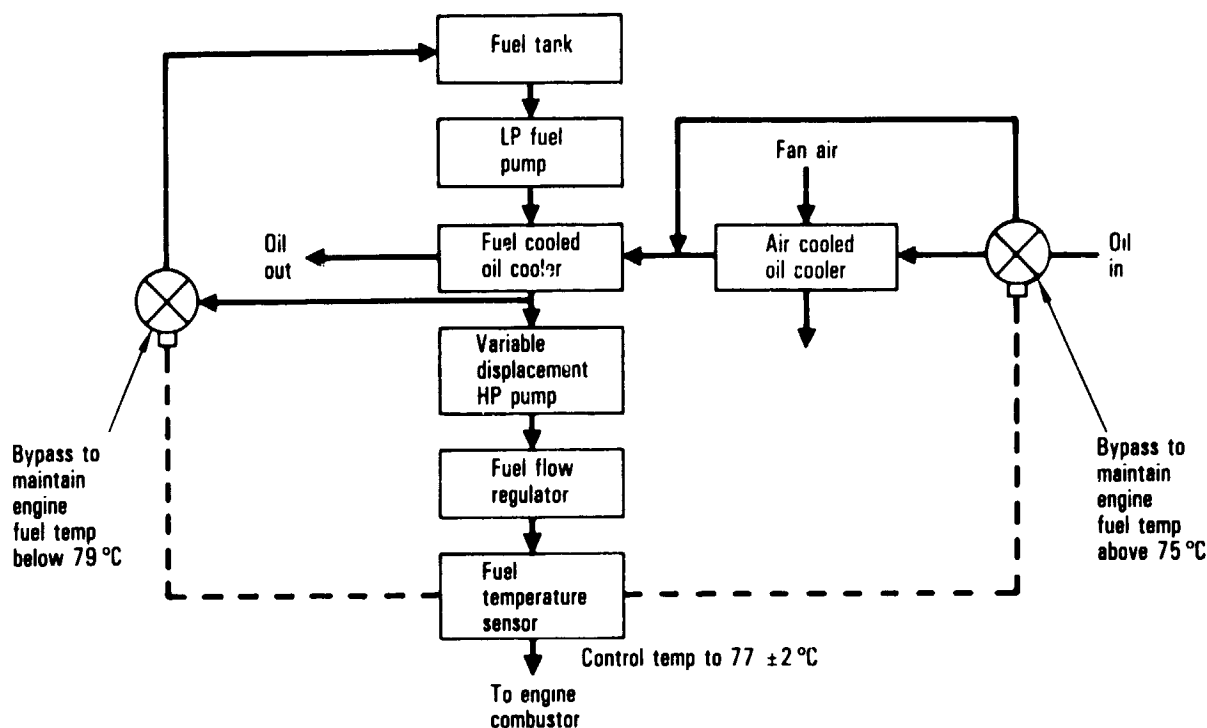 Fuel tank
LP fuel
pump
Fan air
Oil
out
Fuel cooled
oil cooler
Air cooled
oil cooler
Oil
in
Variable
displacement
HP pump
Bypass to
maintain
engine
fuel temp
below 79 °C
Fuel flow
regulator
Bypass to
maintain
engine
fuel temp
above 75 °C
Fuel
temperature
sensor
Control temp to 77 ±2 °C
To engine
combustor